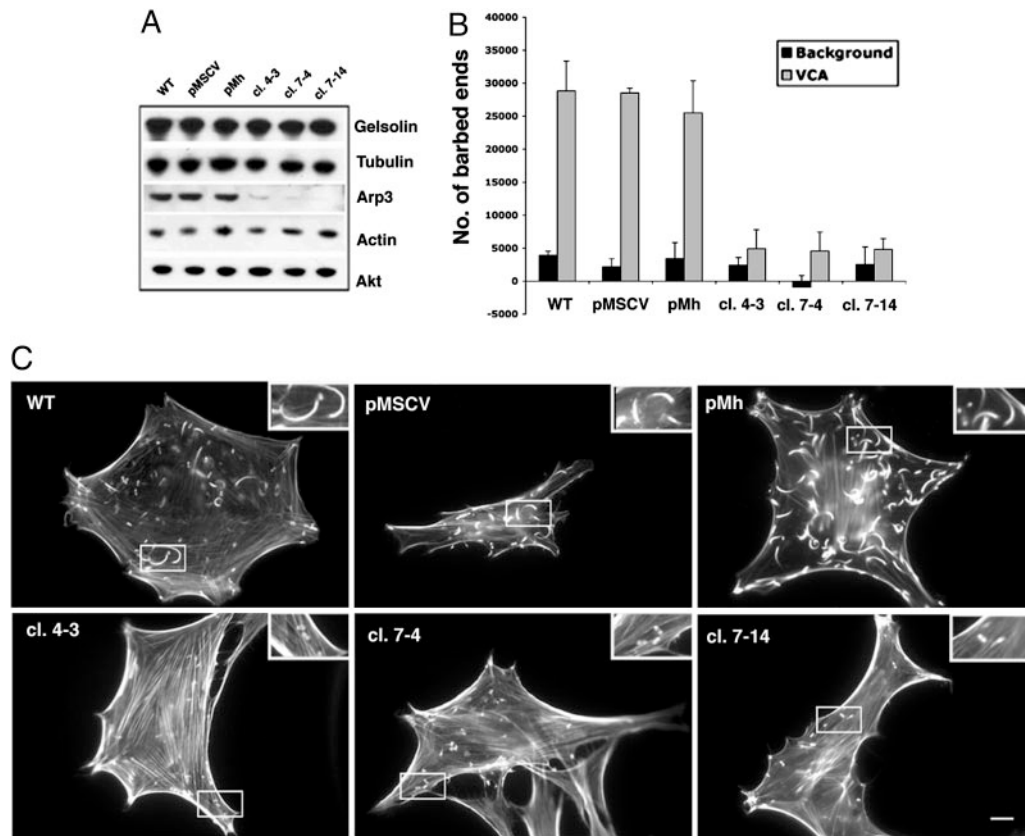 A
WT pMSCV pMh cl. 4-3 cl. 7-4 cl. 7-14
Gelsolin
Tubulin
Arp3
Actin
Akt
B
No. of barbed ends
40000
35000
30000
25000
20000
15000
10000
5000
0
-5000
Background
VCA
WT pMSCV pMh cl. 4-3 cl. 7-4 cl. 7-14
C
WT pMSCV pMh
cl. 4-3 cl. 7-4 cl. 7-14